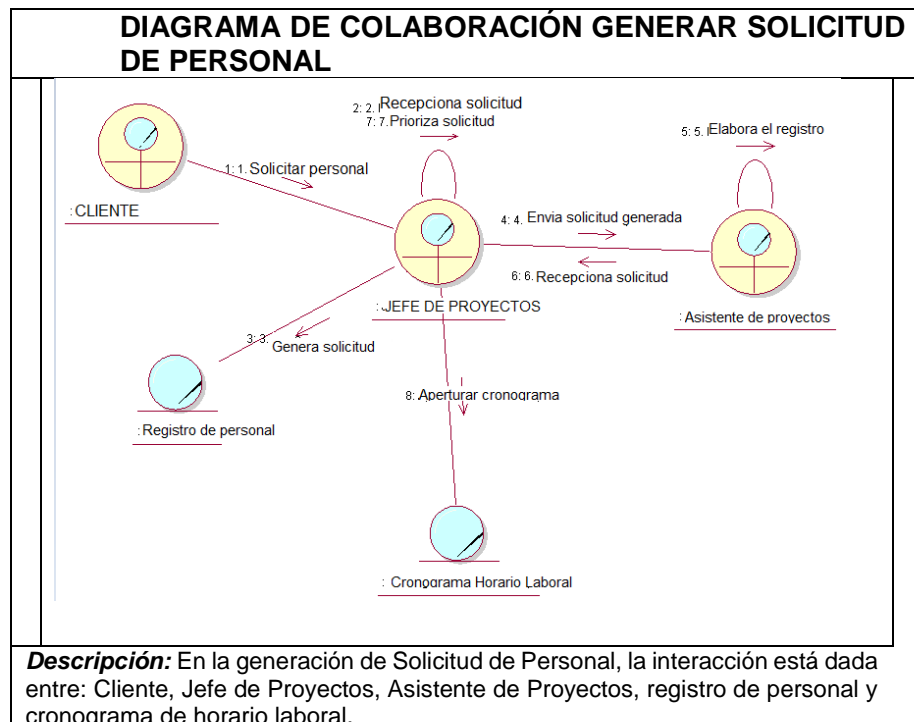 DIAGRAMA DE COLABORACIÓN GENERAR SOLICITUD
DE PERSONAL
2: 2. Recepciona solicitud
7: 7. Prioriza solicitud
5: 5. Elabora el registro
1: 1. Solicitar personal
: CLIENTE
4: 4. Envia solicitud generada
6: 6. Recepciona solicitud
: JEFE DE PROYECTOS
: Asistente de proyectos
3: 3. Genera solicitud
8: Aperturar cronograma
: Registro de personal
: Cronograma Horario Laboral
Descripción: En la generación de Solicitud de Personal, la interacción está dada
entre: Cliente, Jefe de Proyectos, Asistente de Proyectos, registro de personal y
cronograma de horario laboral.